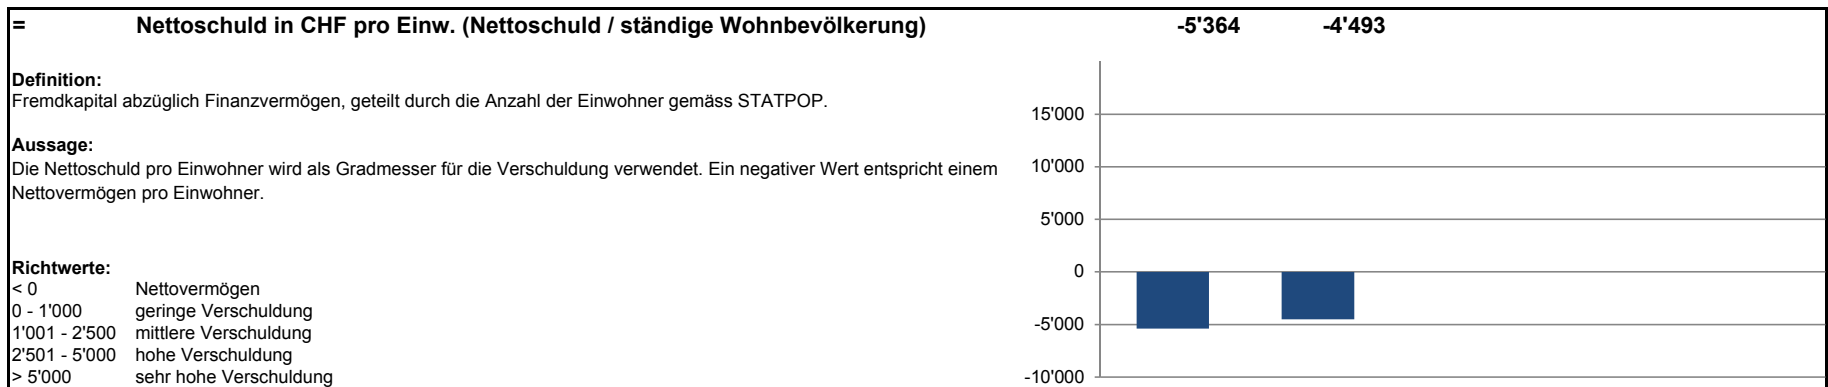 = Nettoschuld in CHF pro Einw. (Nettoschuld / ständige Wohnbevölkerung) -5'364 -4'493
Definition:
Fremdkapital abzüglich Finanzvermögen, geteilt durch die Anzahl der Einwohner gemäss STATPOP.
Aussage:
Die Nettoschuld pro Einwohner wird als Gradmesser für die Verschuldung verwendet. Ein negativer Wert entspricht einem
Nettovermögen pro Einwohner.
Richtwerte:
< 0 Nettovermögen
0 - 1'000 geringe Verschuldung
1'001 - 2'500 mittlere Verschuldung
2'501 - 5'000 hohe Verschuldung
> 5'000 sehr hohe Verschuldung
15'000
10'000
5'000
0
-5'000
-10'000